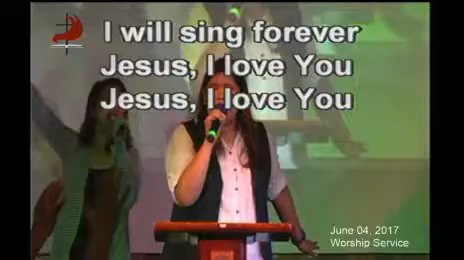 I will sing forever
Jesus, I love You
Jesus, I love You
June 04, 2017
Worship Service